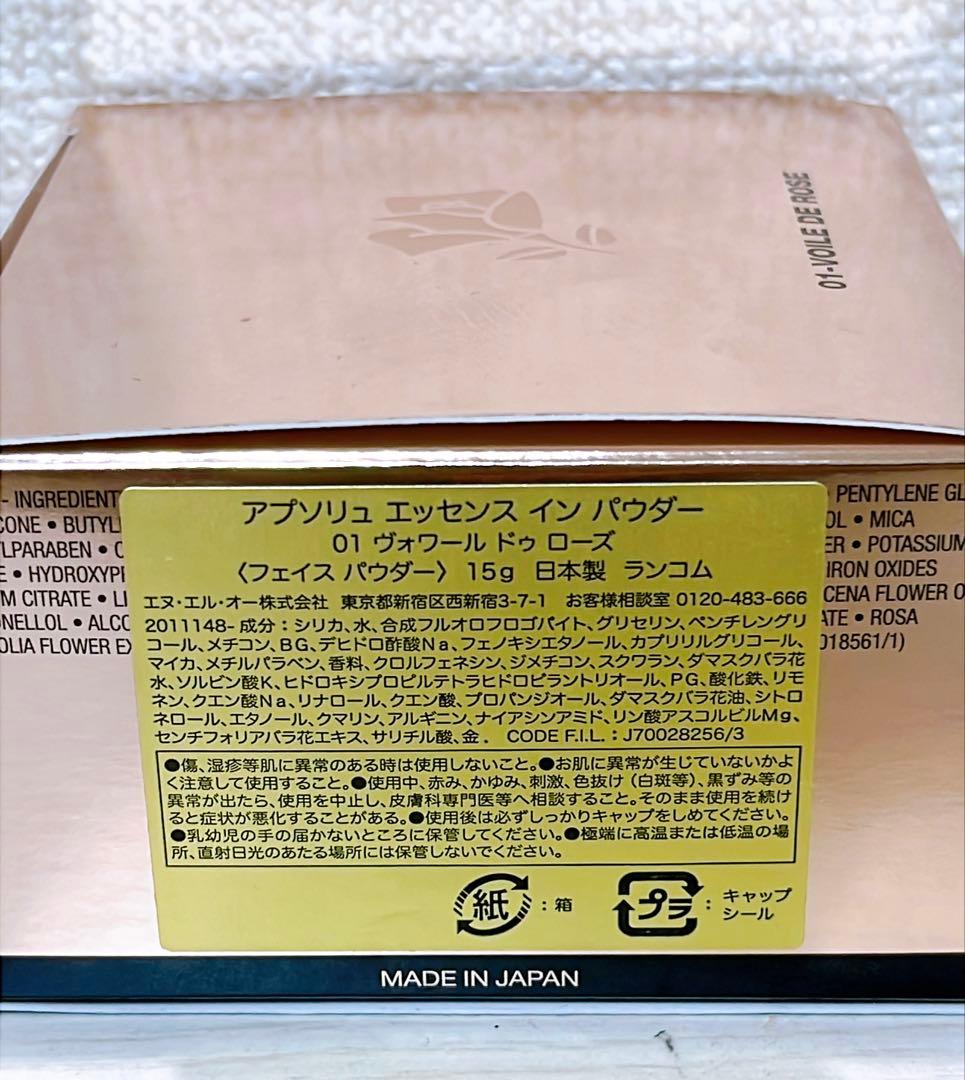 01-VOILE DE ROSE
- INGREDIENT
CONE • BUTYL
LPARABEN • C
E • HYDROXYP
M CITRATE • LI
ONELLOL • ALCO
OLIA FLOWER EX
PENTYLENE GL
OL • MICA
ER • POTASSIUM
IRON OXIDES
CENA FLOWER O
ATE • ROSA
018561/1)
アプソリュ エッセンス イン パウダー
01 ヴォワール ドゥ ローズ
〈フェイス パウダー〉 15g 日本製 ランコム
エヌ・エル・オー株式会社 東京都新宿区西新宿3-7-1 お客様相談室 0120-483-666
2011148- 成分：シリカ、水、合成フルオロフロゴパイト、グリセリン、ペンチレングリ
コール、メチコン、ＢＧ、デヒドロ酢酸Ｎａ、フェノキシエタノール、カプリリルグリコール、
マイカ、メチルパラベン、香料、クロルフェネシン、ジメチコン、スクワラン、ダマスクバラ花
水、ソルビン酸K、ヒドロキシプロピルテトラヒドロピラントリオール、ＰＧ、酸化鉄、リモ
ネン、クエン酸Ｎａ、リナロール、クエン酸、プロパンジオール、ダマスクバラ花油、シトロ
ネロール、エタノール、クマリン、アルギニン、ナイアシンアミド、リン酸アスコルビルＭg、
センチフォリアバラ花エキス、サリチル酸、金． CODE F.I.L.：J70028256/3
●傷、湿疹等肌に異常のある時は使用しないこと。●お肌に異常が生じていないかよ
く注意して使用すること。●使用中、赤み、かゆみ、刺激、色抜け（白斑等）、黒ずみ等の
異常が出たら、使用を中止し、皮膚科専門医等へ相談すること。そのまま使用を続け
ると症状が悪化することがある。●使用後は必ずしっかりキャップをしめてください。
●乳幼児の手の届かないところに保管してください。●極端に高温または低温の場
所、直射日光のあたる場所には保管しないでください。
紙：箱
プラ：キャップ
シール
MADE IN JAPAN